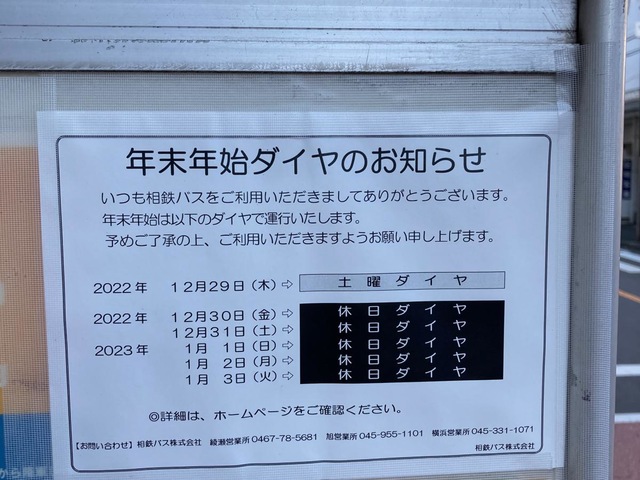 年末年始ダイヤのお知らせ
いつも相鉄バスをご利用いただきましてありがとうございます。
年末年始は以下のダイヤで運行いたします。
予めご了承の上、ご利用いただきますようお願い申し上げます。
2022年 12月29日（木）⇨ 土曜ダイヤ
2022年 12月30日（金）⇨ 休日ダイヤ
12月31日（土）⇨ 休日ダイヤ
2023年 1月 1日（日）⇨ 休日ダイヤ
1月 2日（月）⇨ 休日ダイヤ
1月 3日（火）⇨ 休日ダイヤ
◎詳細は、ホームページをご確認ください。
【お問い合わせ】相鉄バス株式会社 綾瀬営業所 0467-78-5681 旭営業所 045-955-1101 横浜営業所 045-331-1071
相鉄バス株式会社